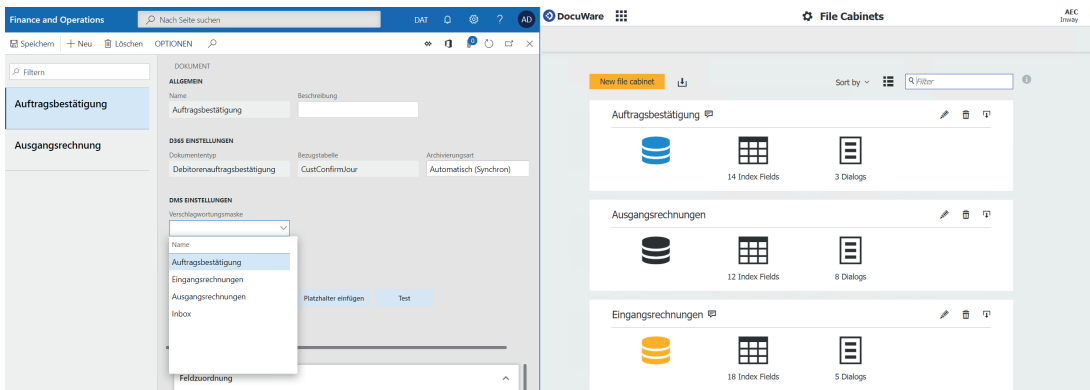 Finance and Operations
Nach Seite suchen
DAT
?
AD
Speichern
Neu
Löschen
OPTIONEN
0
Filtern
Auftragsbestätigung
Ausgangsrechnung
DOKUMENT
ALLGEMEIN
Name Beschreibung
Auftragsbestätigung
D365 EINSTELLUNGEN
Dokumententyp Bezugstabelle Archivierungsart
Debitorenauftragsbestätigung CustConfirmJour Automatisch (Synchron)
DMS EINSTELLUNGEN
Verschlagwortungsmaske
Name
Auftragsbestätigung
Eingangsrechnungen
Ausgangsrechnungen
Inbox
Platzhalter einfügen Test
Feldzuordnung
DocuWare
File Cabinets
AEC
Inway
New file cabinet
Sort by
Filter
Auftragsbestätigung
14 Index Fields 3 Dialogs
Ausgangsrechnungen
12 Index Fields 8 Dialogs
Eingangsrechnungen
18 Index Fields 5 Dialogs